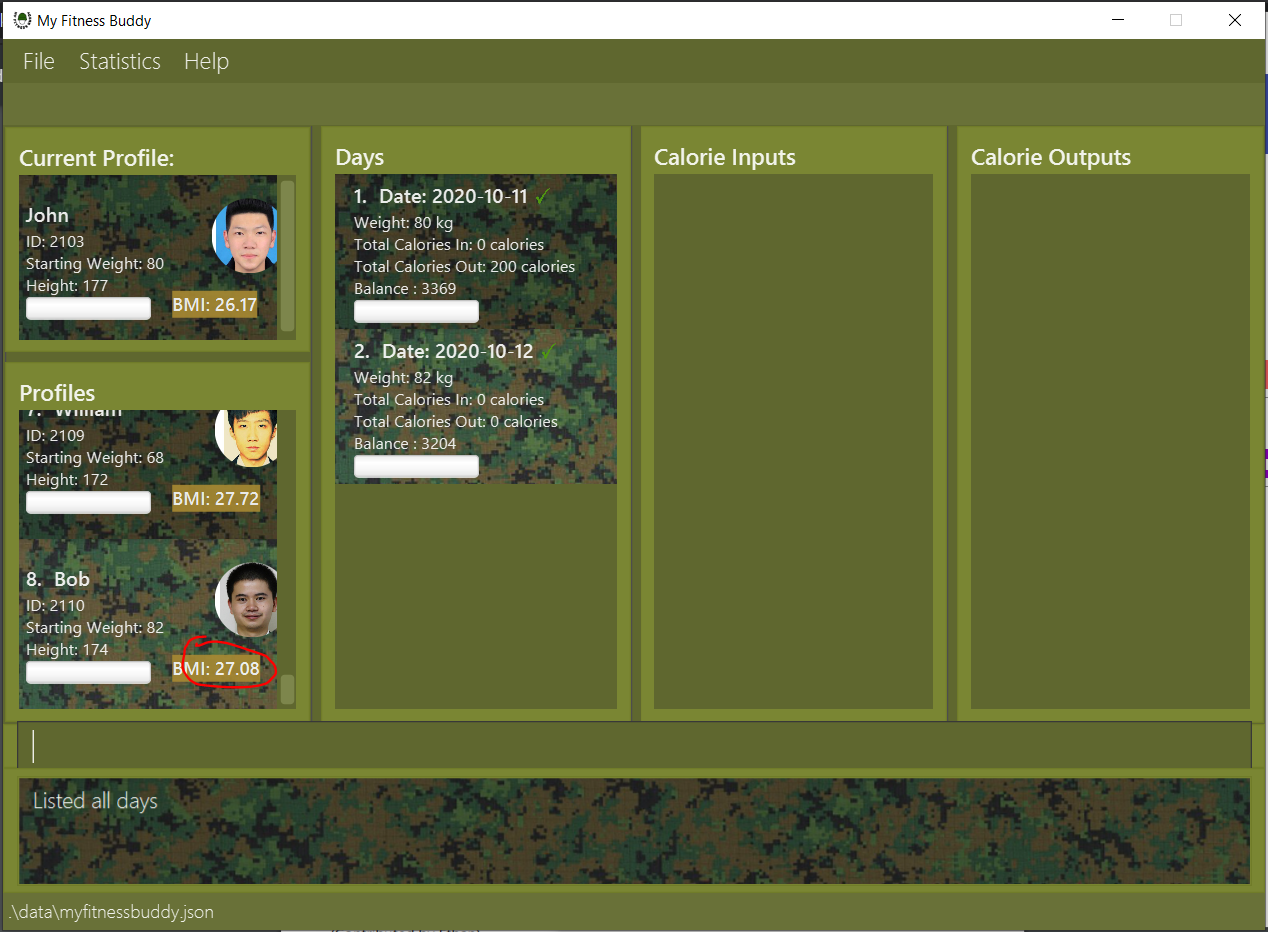 My Fitness Buddy
File Statistics Help
Current Profile:
John
ID: 2103
Starting Weight: 80
Height: 177
BMI: 26.17
Profiles
7. William
ID: 2109
Starting Weight: 68
Height: 172
BMI: 27.72
8. Bob
ID: 2110
Starting Weight: 82
Height: 174
BMI: 27.08
Days
1. Date: 2020-10-11 ✓
Weight: 80 kg
Total Calories In: 0 calories
Total Calories Out: 200 calories
Balance : 3369
2. Date: 2020-10-12 ✓
Weight: 82 kg
Total Calories In: 0 calories
Total Calories Out: 0 calories
Balance : 3204
Calorie Inputs
Calorie Outputs
Listed all days
.\data\myfitnessbuddy.json